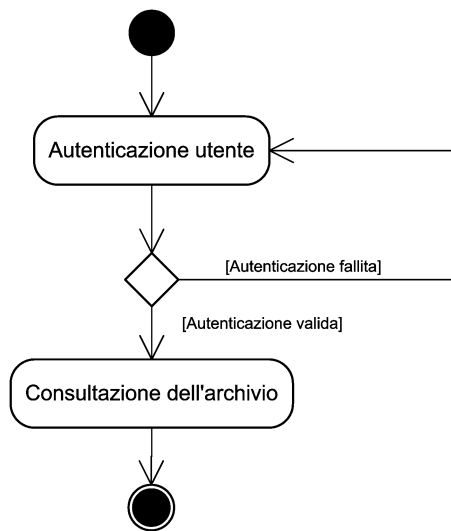 Autenticazione utente
[Autenticazione fallita]
[Autenticazione valida]
Consultazione dell'archivio